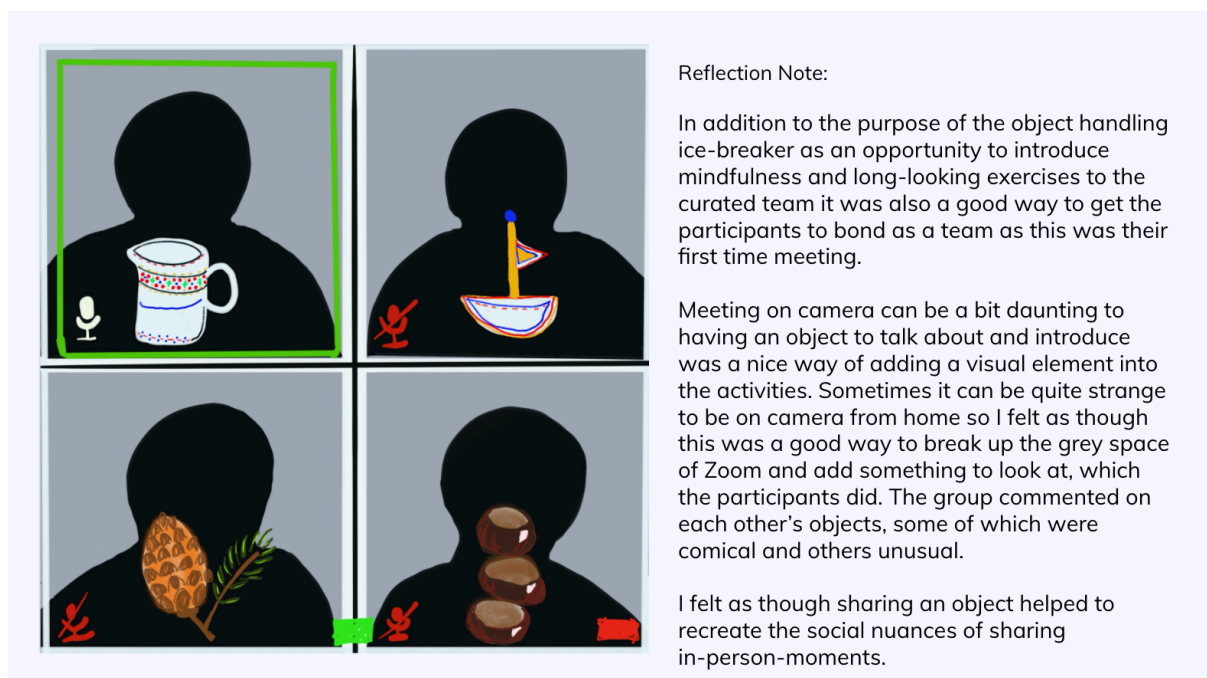 Reflection Note:
In addition to the purpose of the object handling
ice-breaker as an opportunity to introduce
mindfulness and long-looking exercises to the
curated team it was also a good way to get the
participants to bond as a team as this was their
first time meeting.
Meeting on camera can be a bit daunting to
having an object to talk about and introduce
was a nice way of adding a visual element into
the activities. Sometimes it can be quite strange
to be on camera from home so I felt as though
this was a good way to break up the grey space
of Zoom and add something to look at, which
the participants did. The group commented on
each other’s objects, some of which were
comical and others unusual.
I felt as though sharing an object helped to
recreate the social nuances of sharing
in-person-moments.